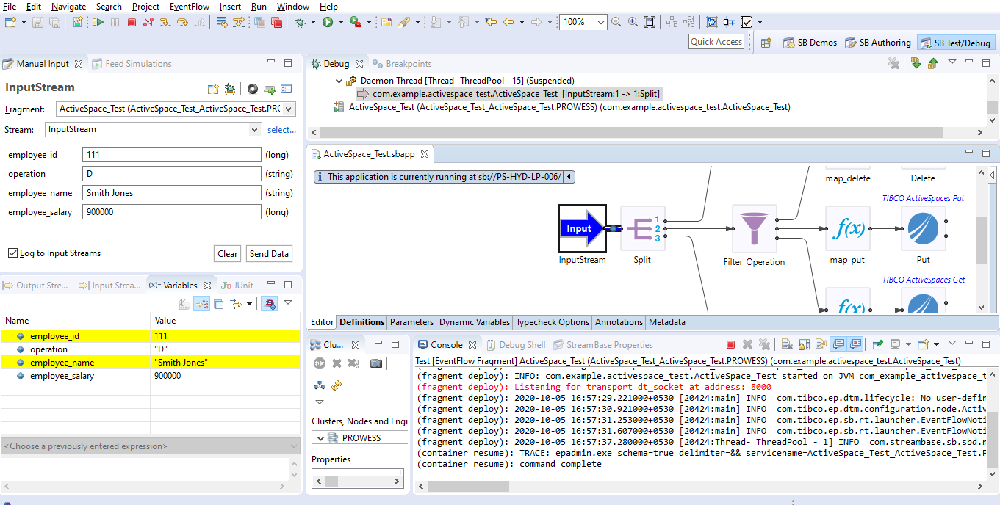 File Edit Navigate Search Project EventFlow Insert Run Window Help
100%
Quick Access SB Demos SB Authoring SB Test/Debug
Manual Input Feed Simulations
InputStream
Fragment: ActiveSpace_Test (ActiveSpace_Test_ActiveSpace_Test.PRO
Stream: InputStream select...
employee_id 111 (long)
operation D (string)
employee_name Smith Jones (string)
employee_salary 900000 (long)
Log to Input Streams Clear Send Data
Output Stre... Input Strea... (x)= Variables JUnit
Name Value
employee_id 111
operation "D"
employee_name "Smith Jones"
employee_salary 900000
<Choose a previously entered expression>
Debug Breakpoints
Daemon Thread [Thread- ThreadPool - 15] (Suspended)
com.example.activespace_test.ActiveSpace_Test [InputStream:1 -> 1:Split]
ActiveSpace_Test (ActiveSpace_Test_ActiveSpace_Test.PROWESS) (com.example.activespace_test.ActiveSpace_Test)
ActiveSpace_Test.sbapp
This application is currently running at sb://PS-HYD-LP-006/
map_delete Delete
TIBCO ActiveSpaces Put
Input 1 2 3 f(x)
InputStream Split Filter_Operation map_put Put
TIBCO ActiveSpaces Get
f(x)
Editor Definitions Parameters Dynamic Variables Typecheck Options Annotations Metadata
Clu...
STOP
Clusters, Nodes and Engi
PROWESS
Properties
Console Debug Shell StreamBase Properties
Test [EventFlow Fragment] ActiveSpace_Test (ActiveSpace_Test_ActiveSpace_Test.PROWESS) (com.example.activespace_test.ActiveSpace_Test)
(fragment deploy): INFO: com.example.activespace_test.ActiveSpace_Test started on JVM com_example_activespace_t
(fragment deploy): Listening for transport dt_socket at address: 8000
(fragment deploy): 2020-10-05 16:57:29.221000+0530 [20424:main] INFO com.tibco.ep.dtm.lifecycle: No user-defin
(fragment deploy): 2020-10-05 16:57:30.921000+0530 [20424:main] INFO com.tibco.ep.dtm.configuration.node.Activ
(fragment deploy): 2020-10-05 16:57:31.253000+0530 [20424:main] INFO com.tibco.ep.sb.rt.launcher.EventFlowNoti
(fragment deploy): 2020-10-05 16:57:31.607000+0530 [20424:main] INFO com.tibco.ep.sb.rt.launcher.EventFlowNoti
(fragment deploy): 2020-10-05 16:57:37.280000+0530 [20424:Thread- ThreadPool - 1] INFO com.streambase.sb.sbd.n
(container resume): TRACE: epadmin.exe schema=true delimiter=&& servicename=ActiveSpace_Test_ActiveSpace_Test.P
(container resume): command complete